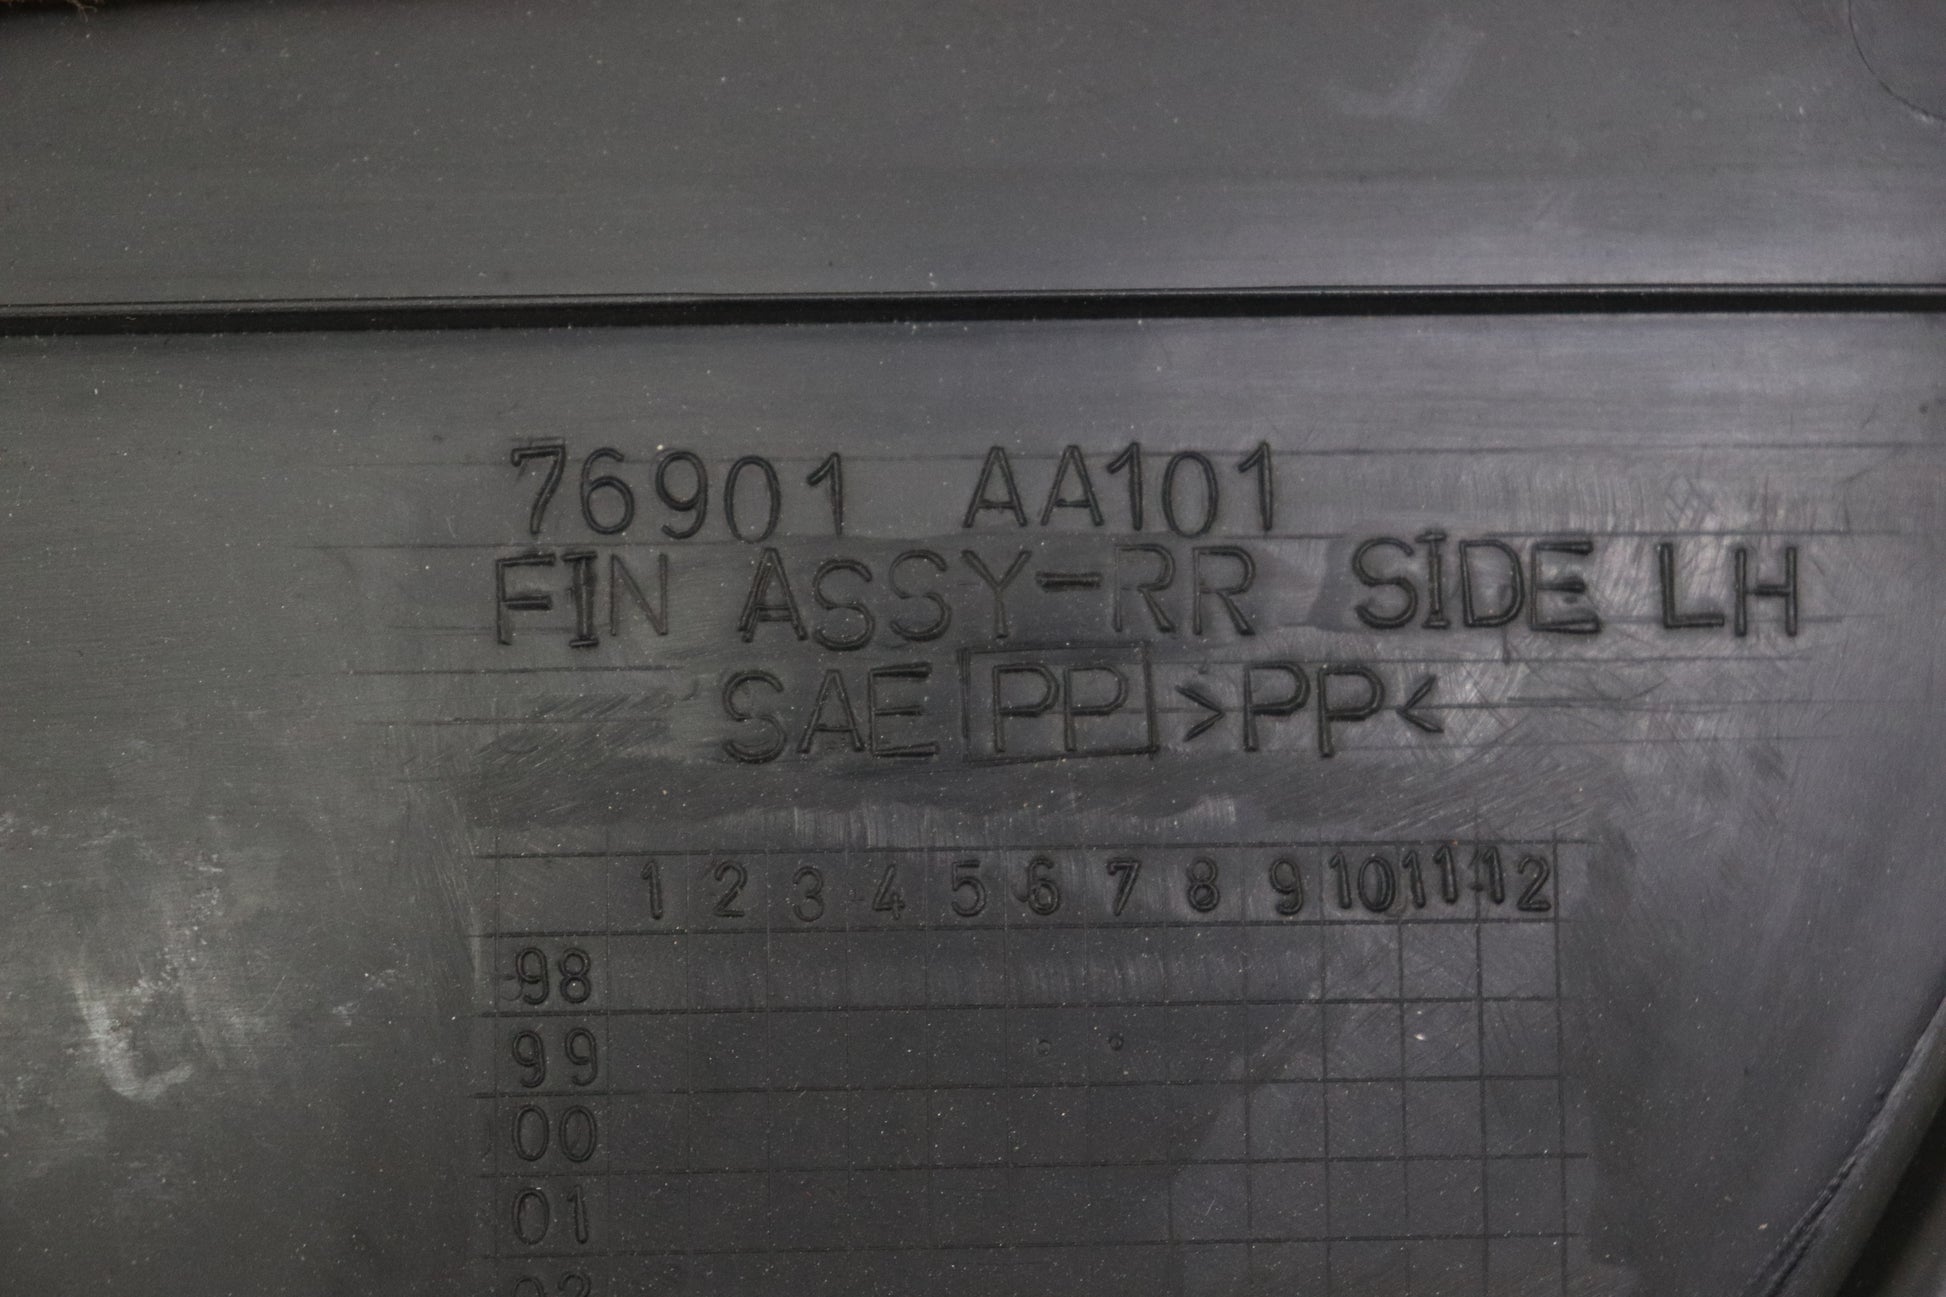 76901 AA101
FIN ASSY-RR SIDE LH
SAE PP >PP<
1 2 3 4 5 6 7 8 9 10 11 12
98
99
00
01